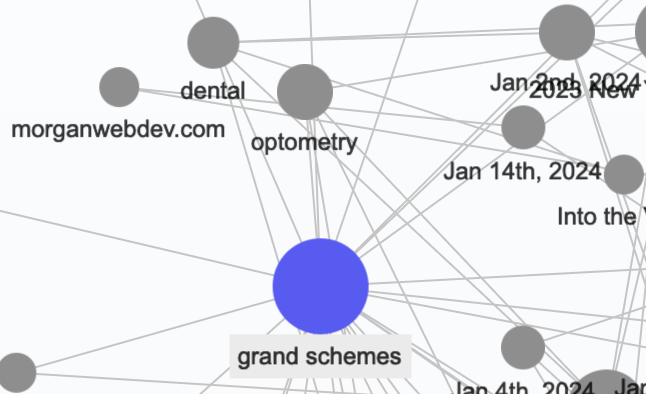 dental
Jan 2nd, 2024
2023 New
morganwebdev.com
optometry
Jan 14th, 2024
Into the
grand schemes
Jan 4th, 2024
Jan